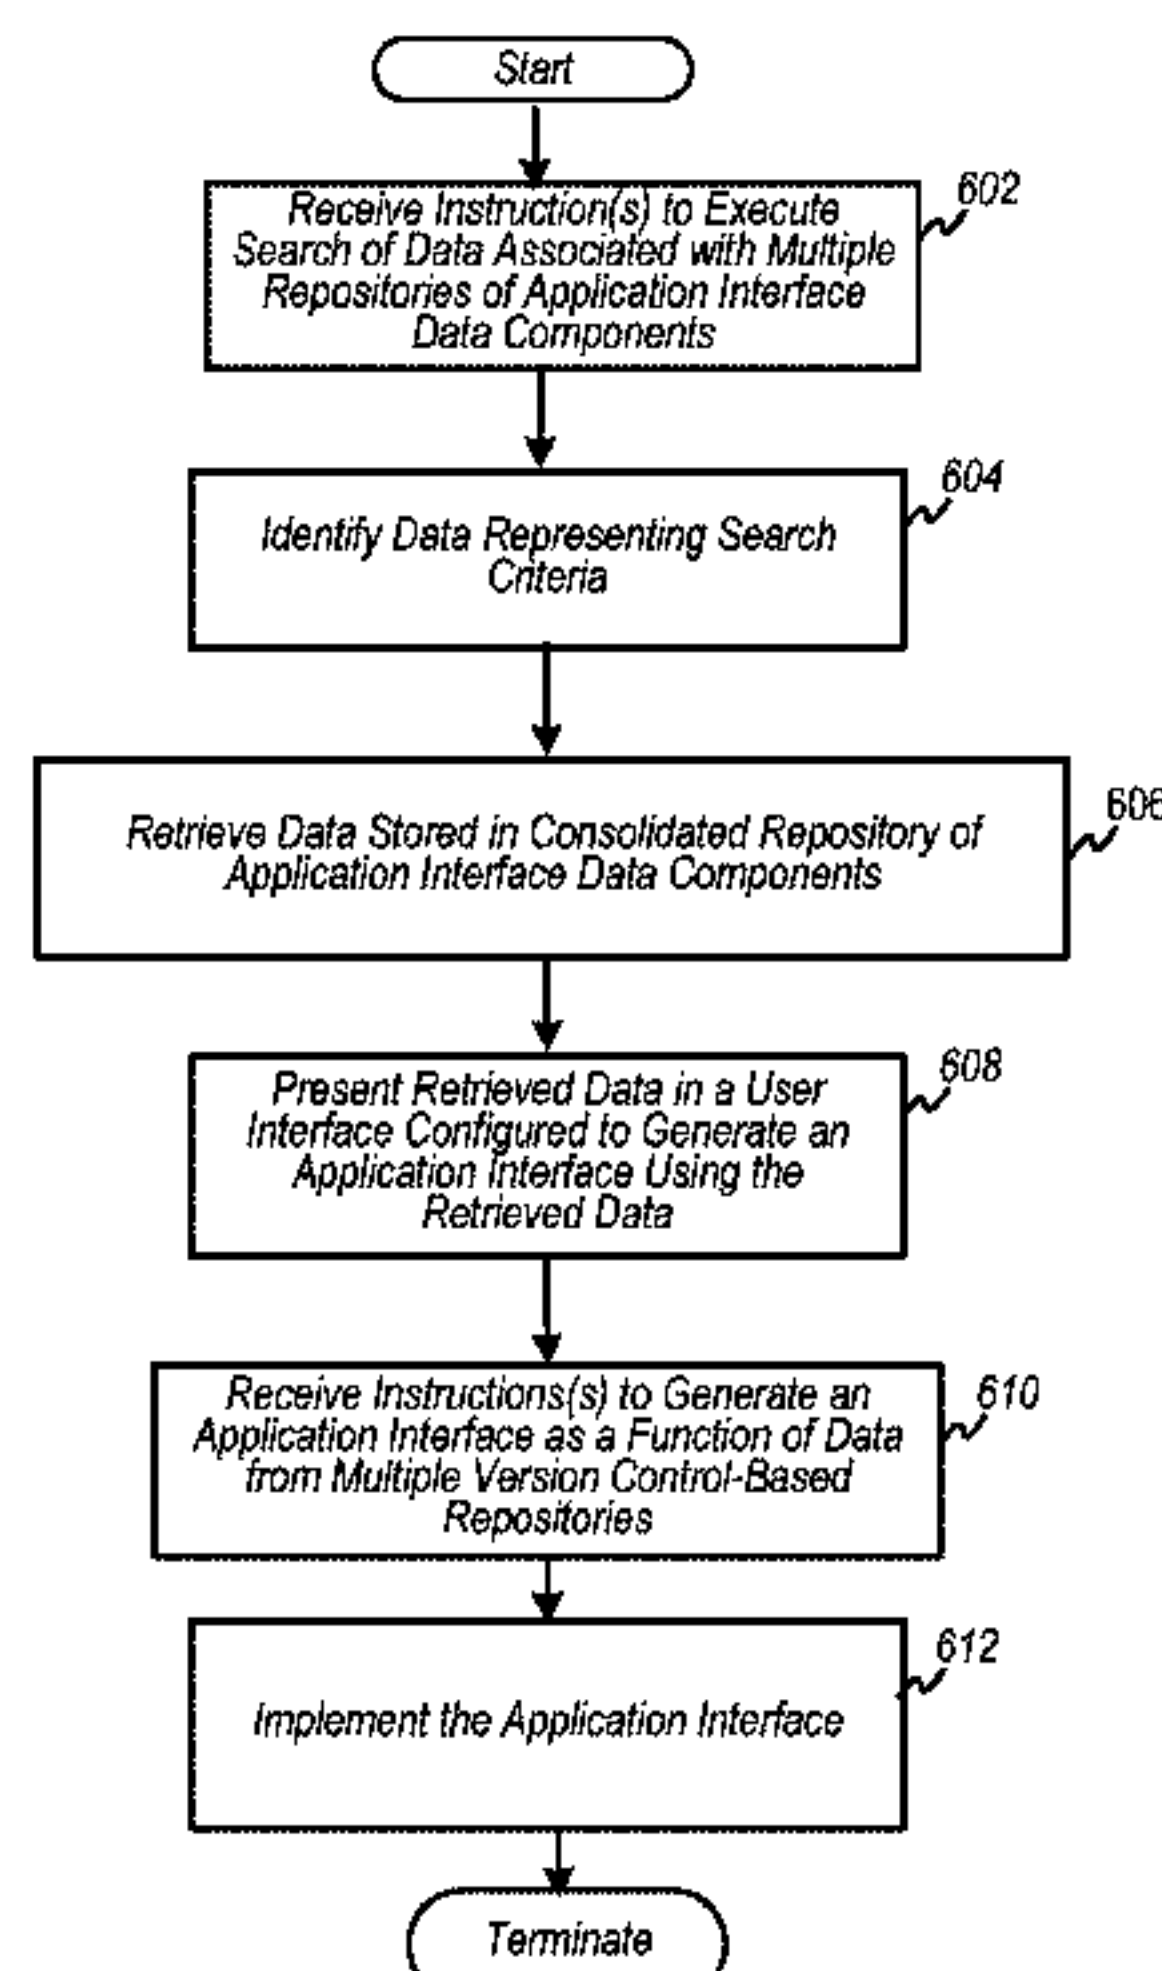 Start
602
Receive Instruction(s) to Execute
Search of Data Associated with Multiple
Repositories of Application Interface
Data Components
604
Identify Data Representing Search
Criteria
606
Retrieve Data Stored in Consolidated Repository of
Application Interface Data Components
608
Present Retrieved Data in a User
Interface Configured to Generate an
Application Interface Using the
Retrieved Data
610
Receive Instructions(s) to Generate an
Application Interface as a Function of Data
from Multiple Version Control-Based
Repositories
612
Implement the Application Interface
Terminate